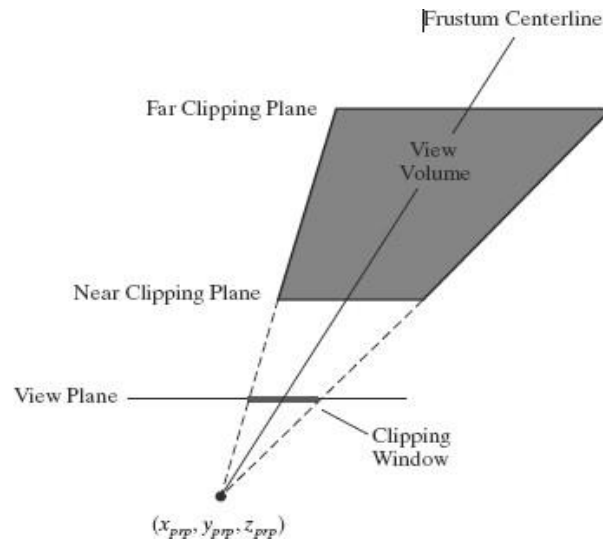 Frustum Centerline
Far Clipping Plane
View
Volume
Near Clipping Plane
View Plane
Clipping
Window
(x_prp, y_prp, z_prp)